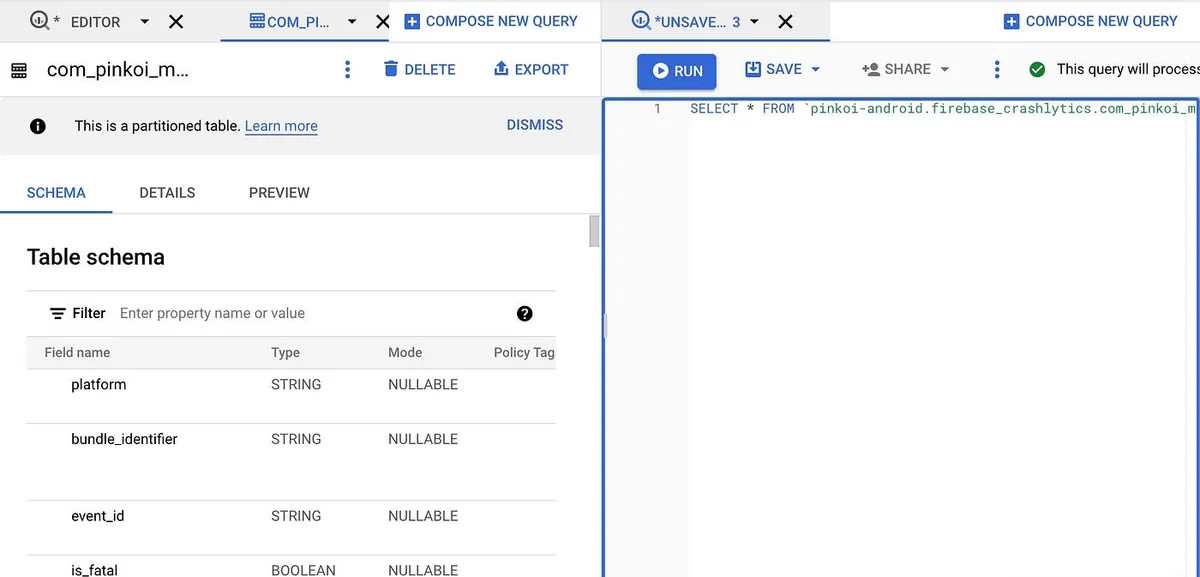 * EDITOR
COM_PI...
COMPOSE NEW QUERY
*UNSAVE... 3
COMPOSE NEW QUERY
com_pinkoi_m...
DELETE
EXPORT
RUN
SAVE
SHARE
This query will process
This is a partitioned table. Learn more
DISMISS
1 SELECT * FROM `pinkoi-android.firebase_crashlytics.com_pinkoi_m
SCHEMA
DETAILS
PREVIEW
Table schema
Filter Enter property name or value
Field name Type Mode Policy Tag
platform STRING NULLABLE
bundle_identifier STRING NULLABLE
event_id STRING NULLABLE
is_fatal BOOLEAN NULLABLE